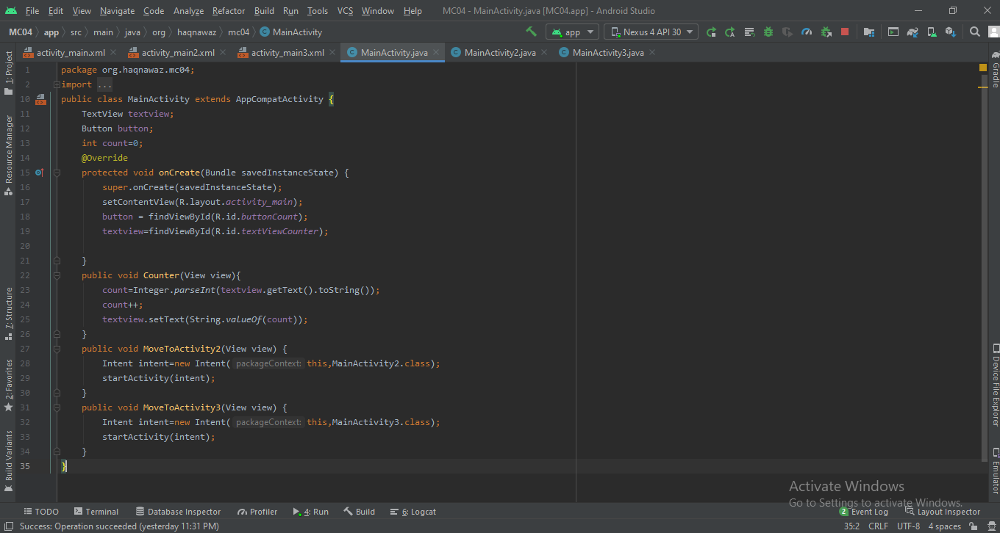 File Edit View Navigate Code Analyze Refactor Build Run Tools VCS Window Help MC04 - MainActivity.java [MC04.app] - Android Studio
MC04 app src main java org haqnawaz mc04 MainActivity app Nexus 4 API 30
activity_main.xml activity_main2.xml activity_main3.xml MainActivity.java MainActivity2.java MainActivity3.java
1: Project
Resource Manager
7: Structure
2: Favorites
Build Variants
1 package org.haqnawaz.mc04;
2 import ...
10 public class MainActivity extends AppCompatActivity {
11 TextView textview;
12 Button button;
13 int count=0;
14 @Override
15 protected void onCreate(Bundle savedInstanceState) {
16 super.onCreate(savedInstanceState);
17 setContentView(R.layout.activity_main);
18 button = findViewById(R.id.buttonCount);
19 textview=findViewById(R.id.textViewCounter);
20
21 }
22 public void Counter(View view){
23 count=Integer.parseInt(textview.getText().toString());
24 count++;
25 textview.setText(String.valueOf(count));
26 }
27 public void MoveToActivity2(View view) {
28 Intent intent=new Intent( packageContext: this,MainActivity2.class);
29 startActivity(intent);
30 }
31 public void MoveToActivity3(View view) {
32 Intent intent=new Intent( packageContext: this,MainActivity3.class);
33 startActivity(intent);
34 }
35 }
Gradle
Device File Explorer
Emulator
Activate Windows
Go to Settings to activate Windows.
TODO Terminal Database Inspector Profiler 4: Run Build 6: Logcat 2 Event Log Layout Inspector
Success: Operation succeeded (yesterday 11:31 PM) 35:2 CRLF UTF-8 4 spaces